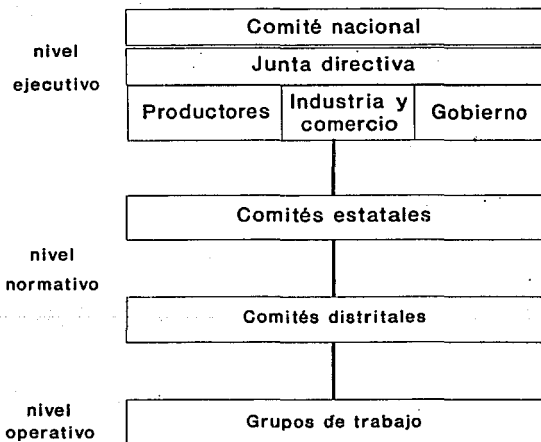 Comité nacional
nivel
ejecutivo
Junta directiva
Productores
Industria y
comercio
Gobierno
Comités estatales
nivel
normativo
Comités distritales
nivel
operativo
Grupos de trabajo